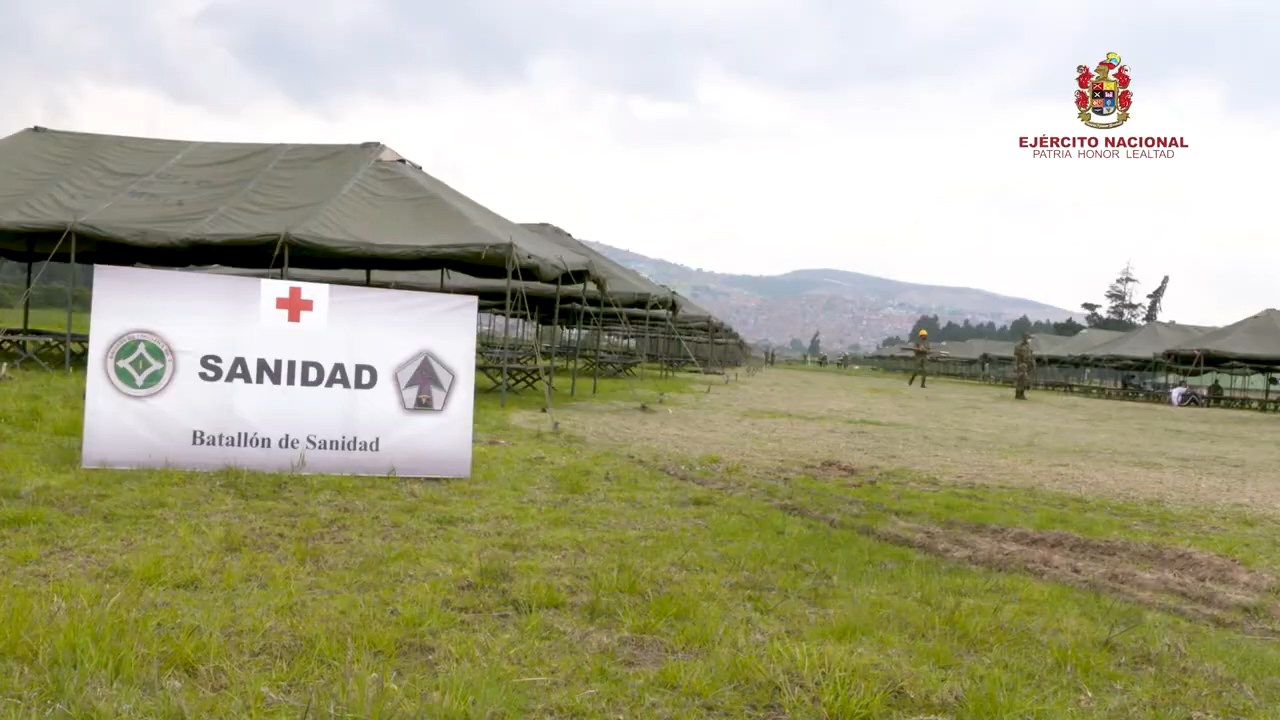 EJÉRCITO NACIONAL
PATRIA HONOR LEALTAD
SANIDAD
Batallón de Sanidad